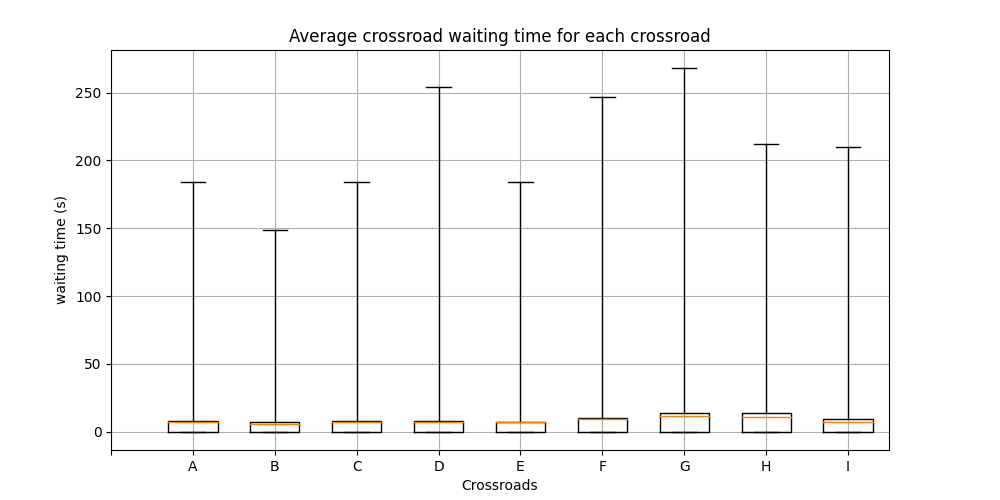 Average crossroad waiting time for each crossroad
250
200
150
100
50
0
waiting time (s)
A B C D E F G H I
Crossroads